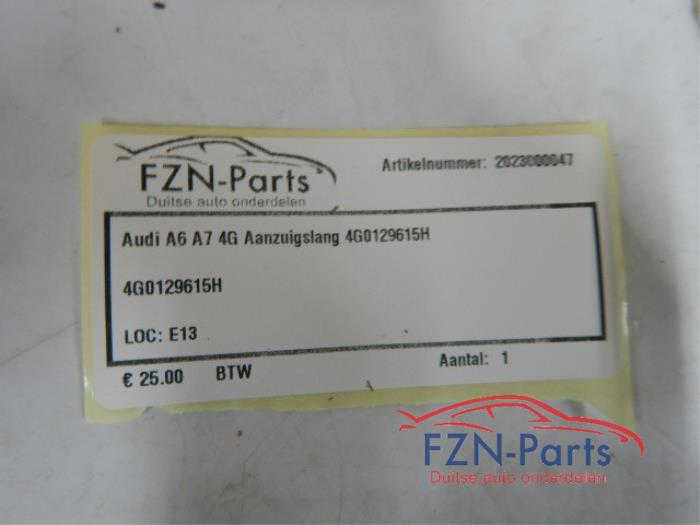 FZN-Parts
Duitse auto onderdelen
Artikelnummer: 2023000047
Audi A6 A7 4G Aanzuigslang 4G0129615H
4G0129615H
LOC: E13
€ 25.00 BTW
Aantal: 1
FZN-Parts
Duitse auto onderdelen